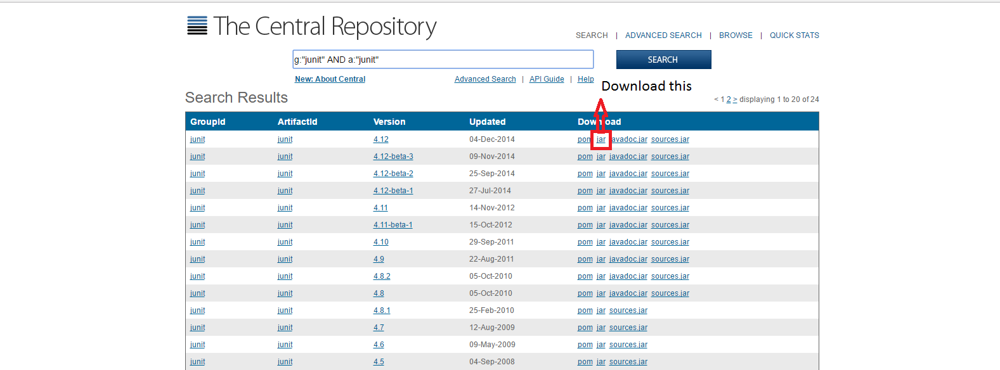 The Central Repository
SEARCH | ADVANCED SEARCH | BROWSE | QUICK STATS
g:"junit" AND a:"junit"
SEARCH
New: About Central
Advanced Search | API Guide | Help
Download this
Search Results
< 1 2 > displaying 1 to 20 of 24
GroupId ArtifactId Version Updated Download
junit junit 4.12 04-Dec-2014 pom jar javadoc.jar sources.jar
junit junit 4.12-beta-3 09-Nov-2014 pom jar javadoc.jar sources.jar
junit junit 4.12-beta-2 25-Sep-2014 pom jar javadoc.jar sources.jar
junit junit 4.12-beta-1 27-Jul-2014 pom jar javadoc.jar sources.jar
junit junit 4.11 14-Nov-2012 pom jar javadoc.jar sources.jar
junit junit 4.11-beta-1 15-Oct-2012 pom jar javadoc.jar sources.jar
junit junit 4.10 29-Sep-2011 pom jar javadoc.jar sources.jar
junit junit 4.9 22-Aug-2011 pom jar javadoc.jar sources.jar
junit junit 4.8.2 05-Oct-2010 pom jar javadoc.jar sources.jar
junit junit 4.8 05-Oct-2010 pom jar javadoc.jar sources.jar
junit junit 4.8.1 25-Feb-2010 pom jar sources.jar
junit junit 4.7 12-Aug-2009 pom jar sources.jar
junit junit 4.6 09-May-2009 pom jar sources.jar
junit junit 4.5 04-Sep-2008 pom jar sources.jar